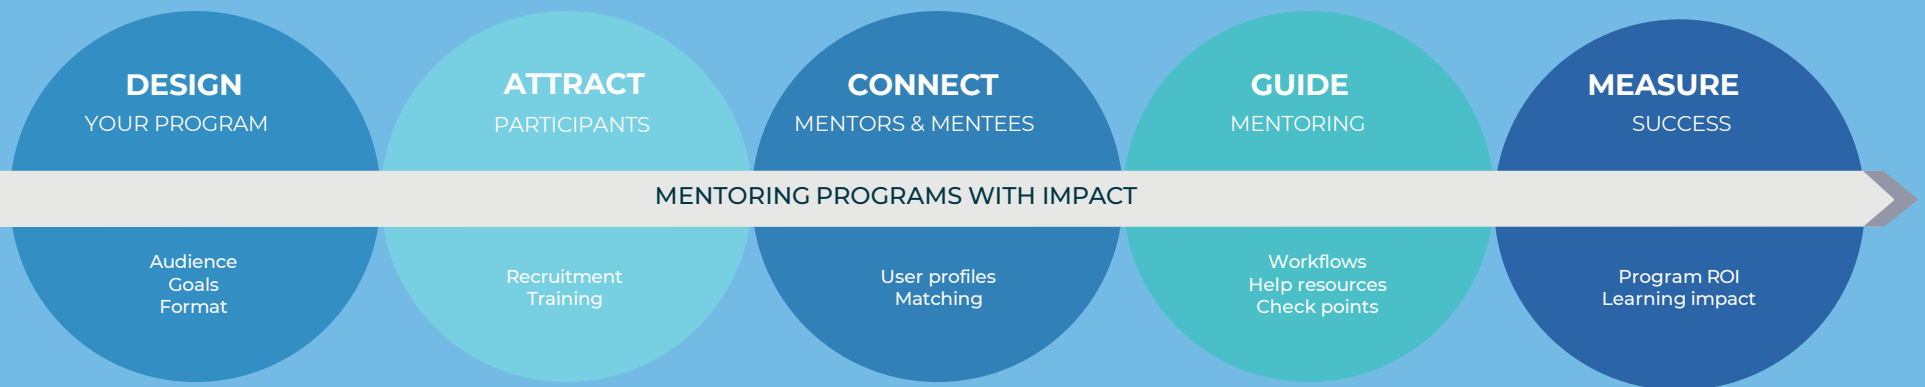 DESIGN
YOUR PROGRAM
ATTRACT
PARTICIPANTS
CONNECT
MENTORS & MENTEES
GUIDE
MENTORING
MEASURE
SUCCESS
MENTORING PROGRAMS WITH IMPACT
Audience
Goals
Format
Recruitment
Training
User profiles
Matching
Workflows
Help resources
Check points
Program ROI
Learning impact